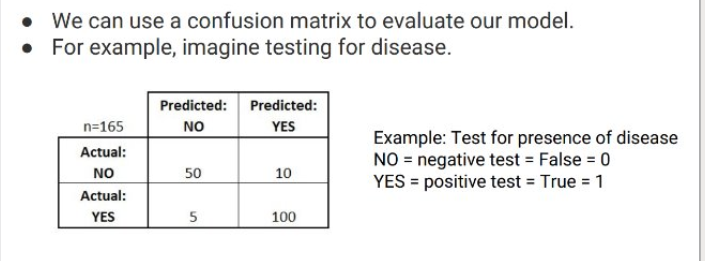 ● We can use a confusion matrix to evaluate our model.
● For example, imagine testing for disease.
n=165 Predicted: NO Predicted: YES
Actual: NO 50 10
Actual: YES 5 100
Example: Test for presence of disease
NO = negative test = False = 0
YES = positive test = True = 1